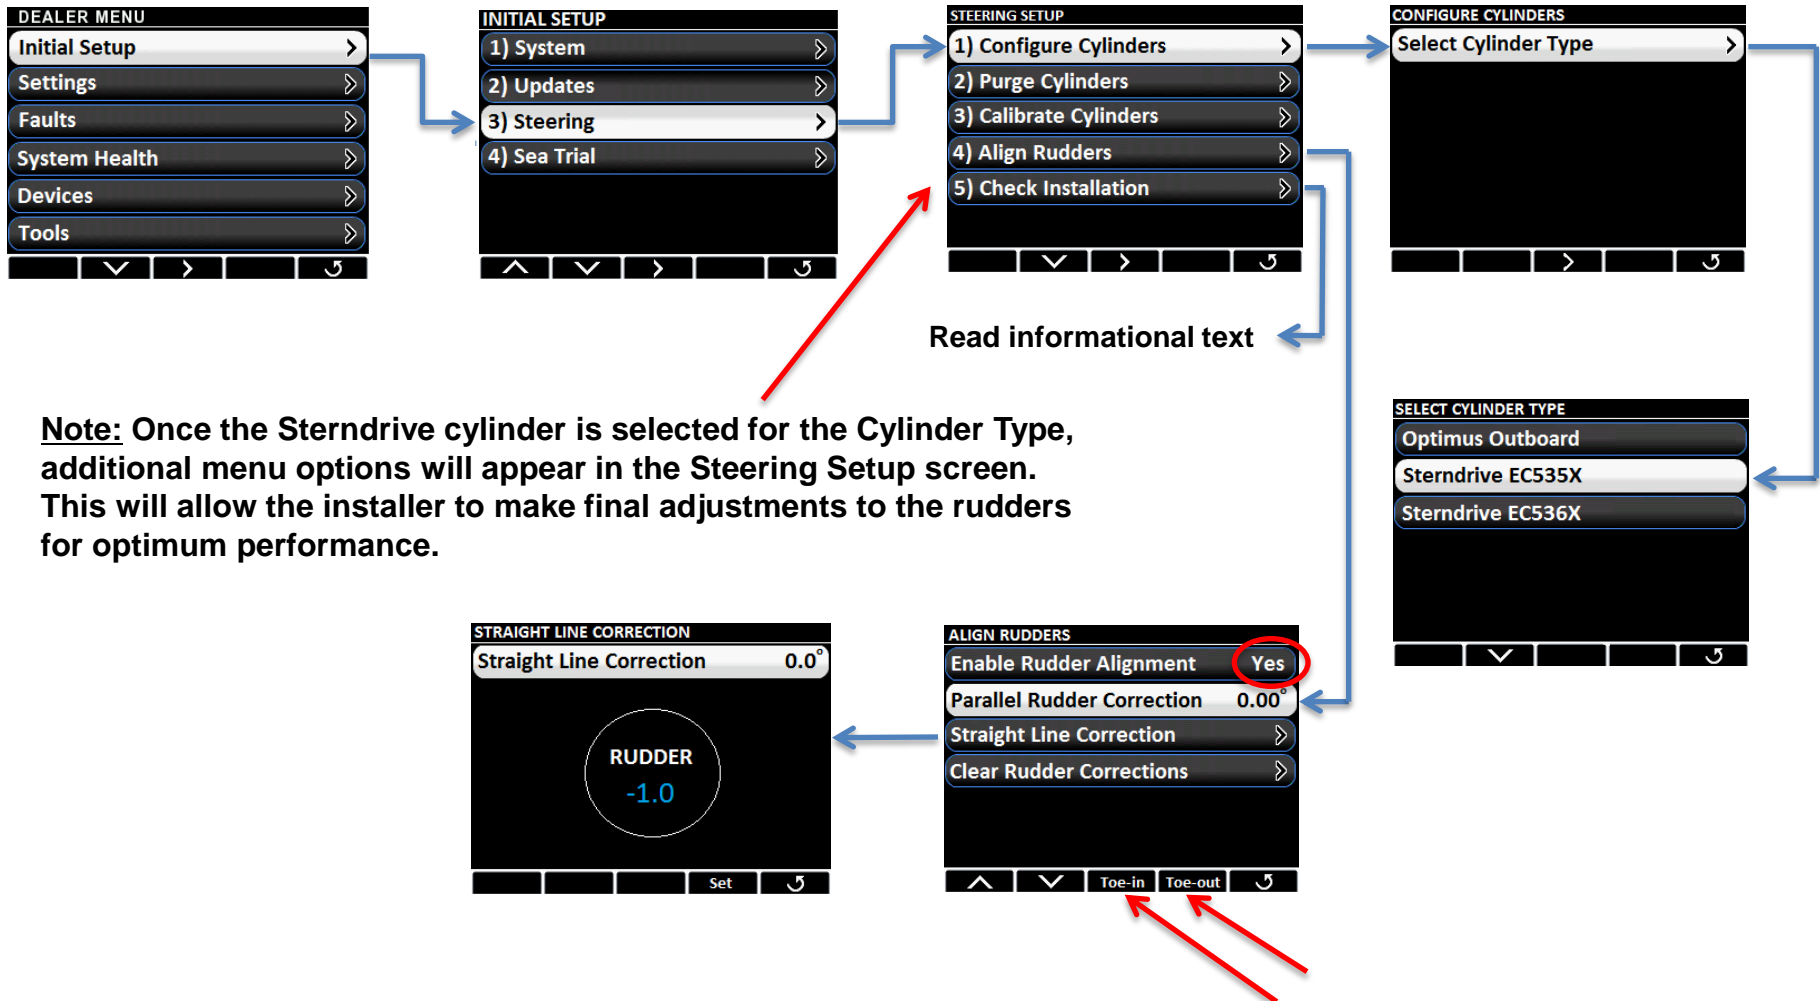 DEALER MENU
Initial Setup
Settings
Faults
System Health
Devices
Tools
INITIAL SETUP
1) System
2) Updates
3) Steering
4) Sea Trial
STEERING SETUP
1) Configure Cylinders
2) Purge Cylinders
3) Calibrate Cylinders
4) Align Rudders
5) Check Installation
CONFIGURE CYLINDERS
Select Cylinder Type
Read informational text
Note: Once the Sterndrive cylinder is selected for the Cylinder Type,
additional menu options will appear in the Steering Setup screen.
This will allow the installer to make final adjustments to the rudders
for optimum performance.
SELECT CYLINDER TYPE
Optimus Outboard
Sterndrive EC535X
Sterndrive EC536X
STRAIGHT LINE CORRECTION
Straight Line Correction 0.0°
RUDDER
-1.0
Set
ALIGN RUDDERS
Enable Rudder Alignment Yes
Parallel Rudder Correction 0.00°
Straight Line Correction
Clear Rudder Corrections
Toe-in Toe-out